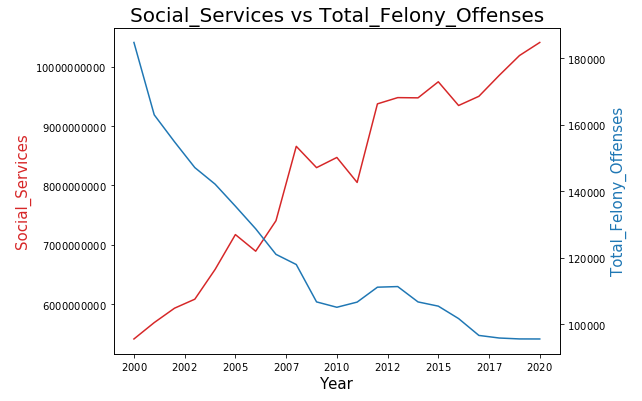 Social_Services vs Total_Felony_Offenses
10000000000
9000000000
8000000000
7000000000
6000000000
Social_Services
180000
160000
140000
120000
100000
Total_Felony_Offenses
2000 2002 2005 2007 2010 2012 2015 2017 2020
Year